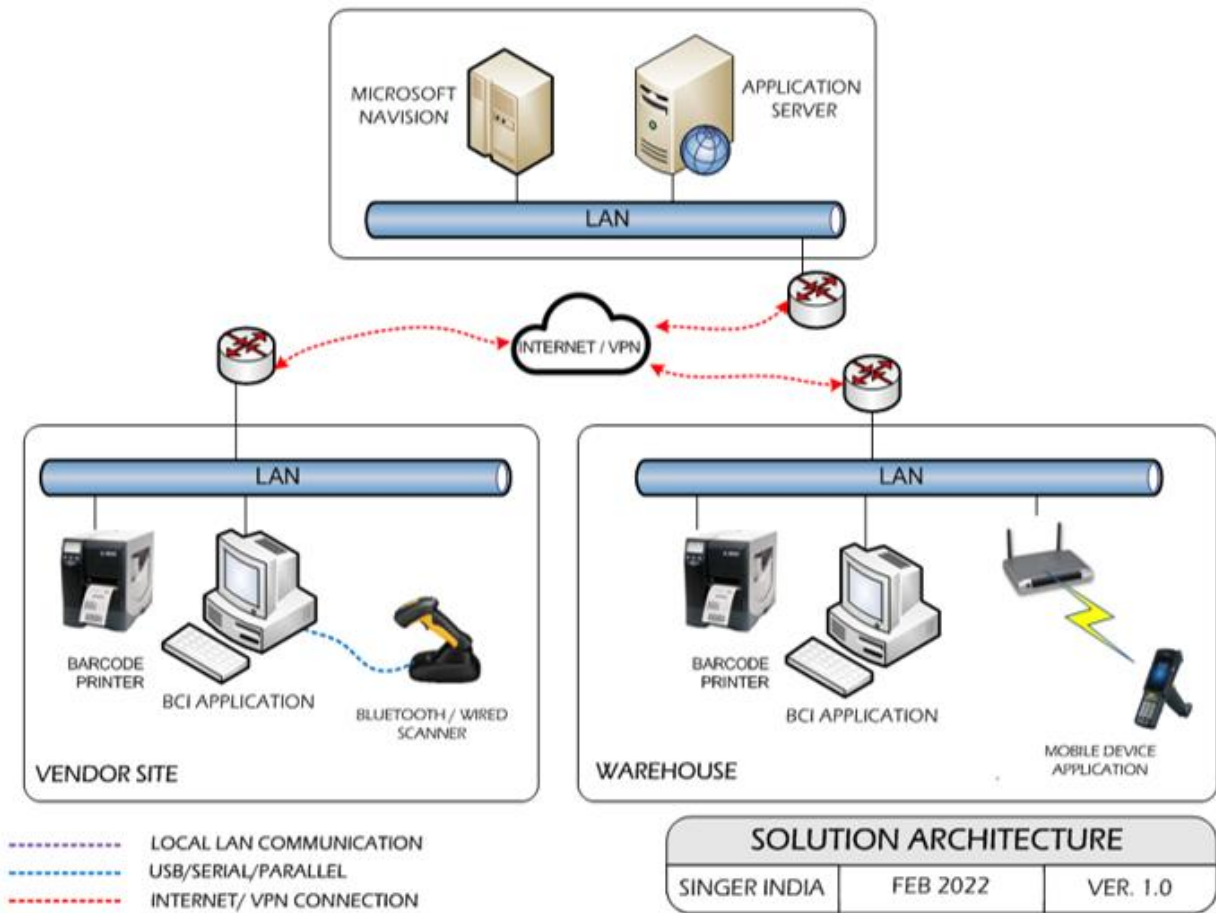 MICROSOFT
NAVISION
APPLICATION
SERVER
LAN
INTERNET / VPN
LAN
BARCODE
PRINTER
BCI APPLICATION
BLUETOOTH / WIRED
SCANNER
VENDOR SITE
LAN
BARCODE
PRINTER
BCI APPLICATION
MOBILE DEVICE
APPLICATION
WAREHOUSE
LOCAL LAN COMMUNICATION
USB/SERIAL/PARALLEL
INTERNET/ VPN CONNECTION
SOLUTION ARCHITECTURE
SINGER INDIA
FEB 2022
VER. 1.0